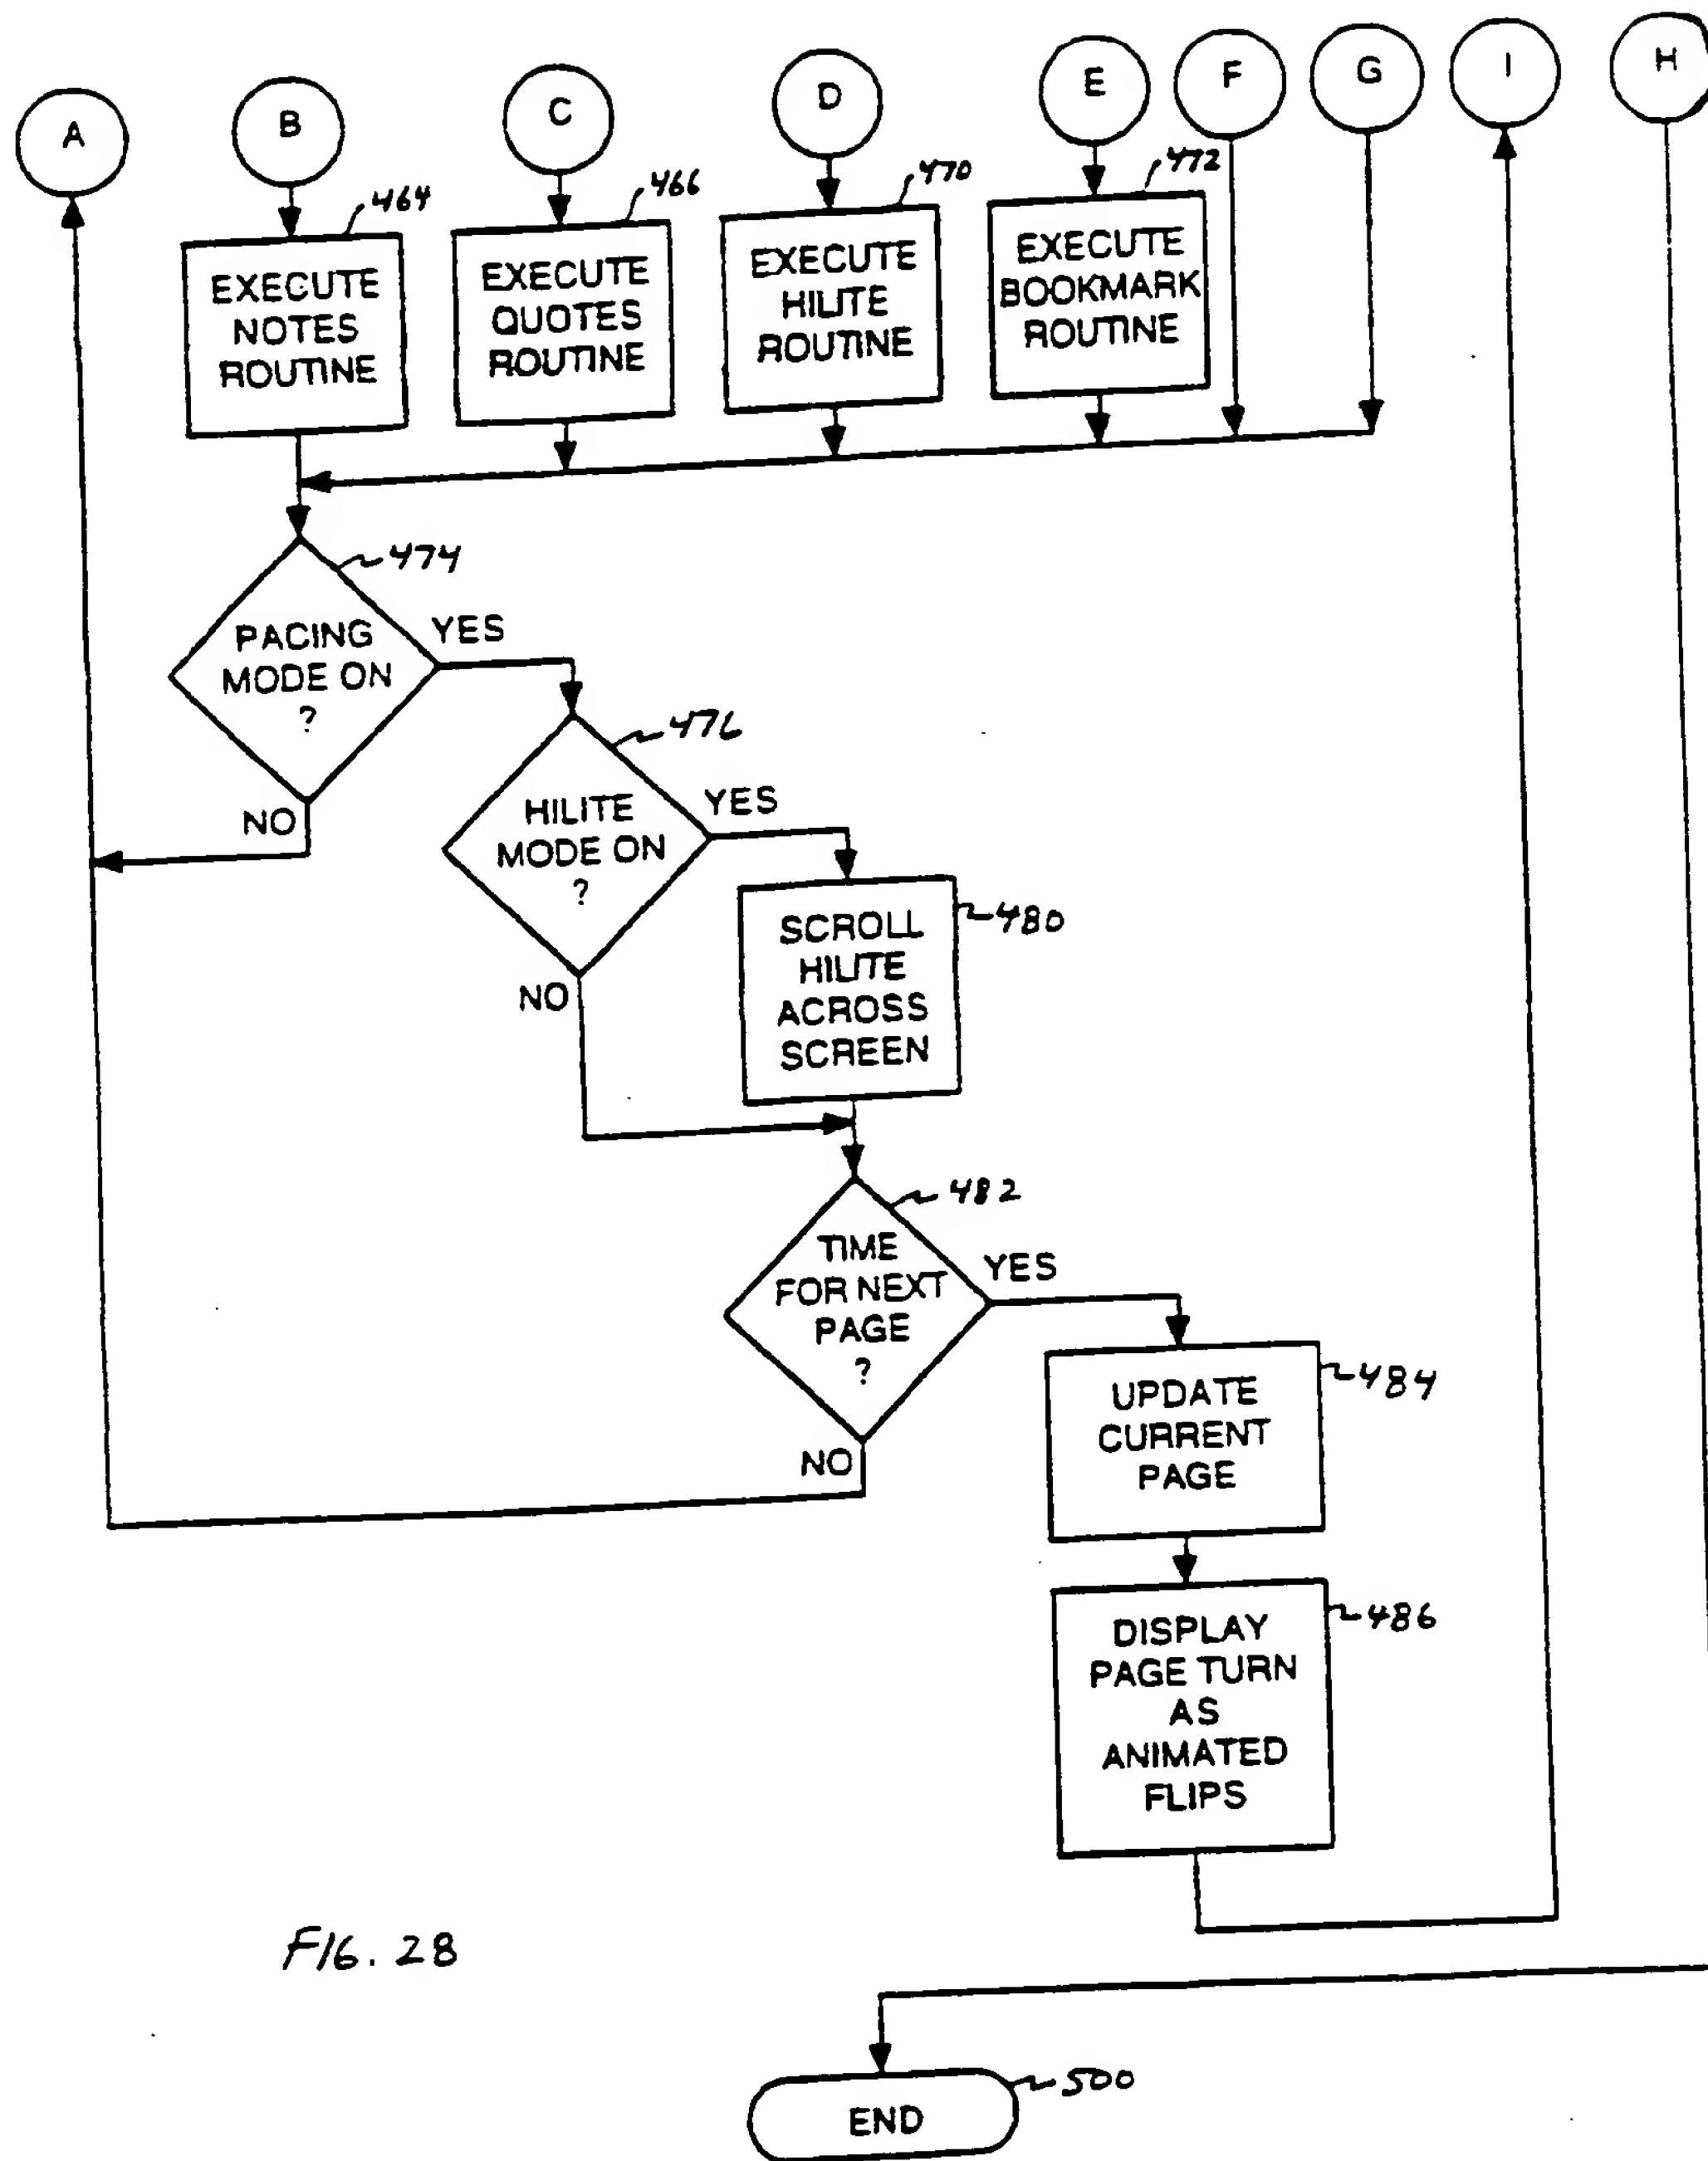 A
B
C
D
E
F
G
I
H
464
466
470
472
EXECUTE
NOTES
ROUTINE
EXECUTE
QUOTES
ROUTINE
EXECUTE
HILITE
ROUTINE
EXECUTE
BOOKMARK
ROUTINE
474
PACING
MODE ON
?
YES
NO
476
HILITE
MODE ON
?
YES
NO
480
SCROLL
HILITE
ACROSS
SCREEN
482
TIME
FOR NEXT
PAGE
?
YES
NO
484
UPDATE
CURRENT
PAGE
486
DISPLAY
PAGE TURN
AS
ANIMATED
FLIPS
FIG. 28
500
END